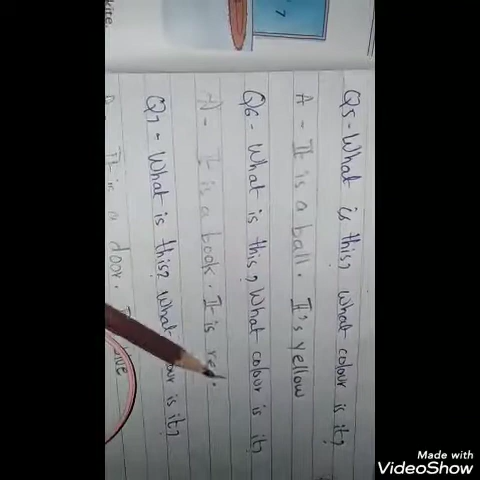 kite.
7
Q5- What is this? what colour is it?
A - It is a ball. It's yellow
Q6- What is this? What colour is it?
A - It is a book. It is red.
Q7- What is this? What colour is it?
It is a door.
Made with
VideoShow